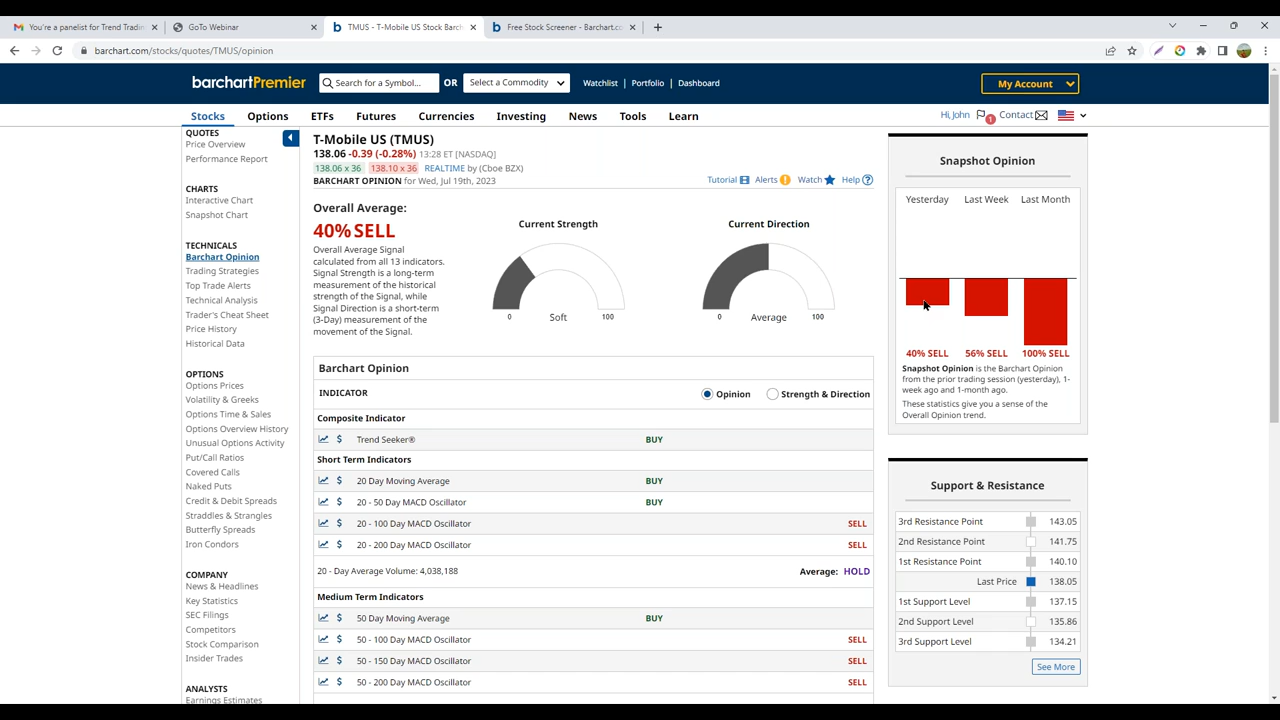 You're a panelist for Trend Tradin
GoTo Webinar
TMUS - T-Mobile US Stock Barch
Free Stock Screener - Barchart.cc
barchart.com/stocks/quotes/TMUS/opinion
barchartPremier
Search for a Symbol...
OR
Select a Commodity
Watchlist | Portfolio | Dashboard
My Account
Stocks Options ETFs Futures Currencies Investing News Tools Learn
Hi, John
1
Contact
QUOTES
Price Overview
Performance Report
CHARTS
Interactive Chart
Snapshot Chart
TECHNICALS
Barchart Opinion
Trading Strategies
Top Trade Alerts
Technical Analysis
Trader's Cheat Sheet
Price History
Historical Data
OPTIONS
Options Prices
Volatility & Greeks
Options Time & Sales
Options Overview History
Unusual Options Activity
Put/Call Ratios
Covered Calls
Naked Puts
Credit & Debit Spreads
Straddles & Strangles
Butterfly Spreads
Iron Condors
COMPANY
News & Headlines
Key Statistics
SEC Filings
Competitors
Stock Comparison
Insider Trades
ANALYSTS
Earnings Estimates
T-Mobile US (TMUS)
138.06 -0.39 (-0.28%) 13:28 ET [NASDAQ]
138.06 x 36 138.10 x 36 REALTIME by (Cboe BZX)
BARCHART OPINION for Wed, Jul 19th, 2023
Tutorial Alerts Watch Help
Overall Average:
40% SELL
Overall Average Signal
calculated from all 13 indicators.
Signal Strength is a long-term
measurement of the historical
strength of the Signal, while
Signal Direction is a short-term
(3-Day) measurement of the
movement of the Signal.
Current Strength
0 Soft 100
Current Direction
0 Average 100
Barchart Opinion
INDICATOR
Opinion Strength & Direction
Composite Indicator
Trend Seeker® BUY
Short Term Indicators
20 Day Moving Average BUY
20 - 50 Day MACD Oscillator BUY
20 - 100 Day MACD Oscillator SELL
20 - 200 Day MACD Oscillator SELL
20 - Day Average Volume: 4,038,188 Average: HOLD
Medium Term Indicators
50 Day Moving Average BUY
50 - 100 Day MACD Oscillator SELL
50 - 150 Day MACD Oscillator SELL
50 - 200 Day MACD Oscillator SELL
Snapshot Opinion
Yesterday Last Week Last Month
40% SELL 56% SELL 100% SELL
Snapshot Opinion is the Barchart Opinion
from the prior trading session (yesterday), 1-
week ago and 1-month ago.
These statistics give you a sense of the
Overall Opinion trend.
Support & Resistance
3rd Resistance Point 143.05
2nd Resistance Point 141.75
1st Resistance Point 140.10
Last Price 138.05
1st Support Level 137.15
2nd Support Level 135.86
3rd Support Level 134.21
See More